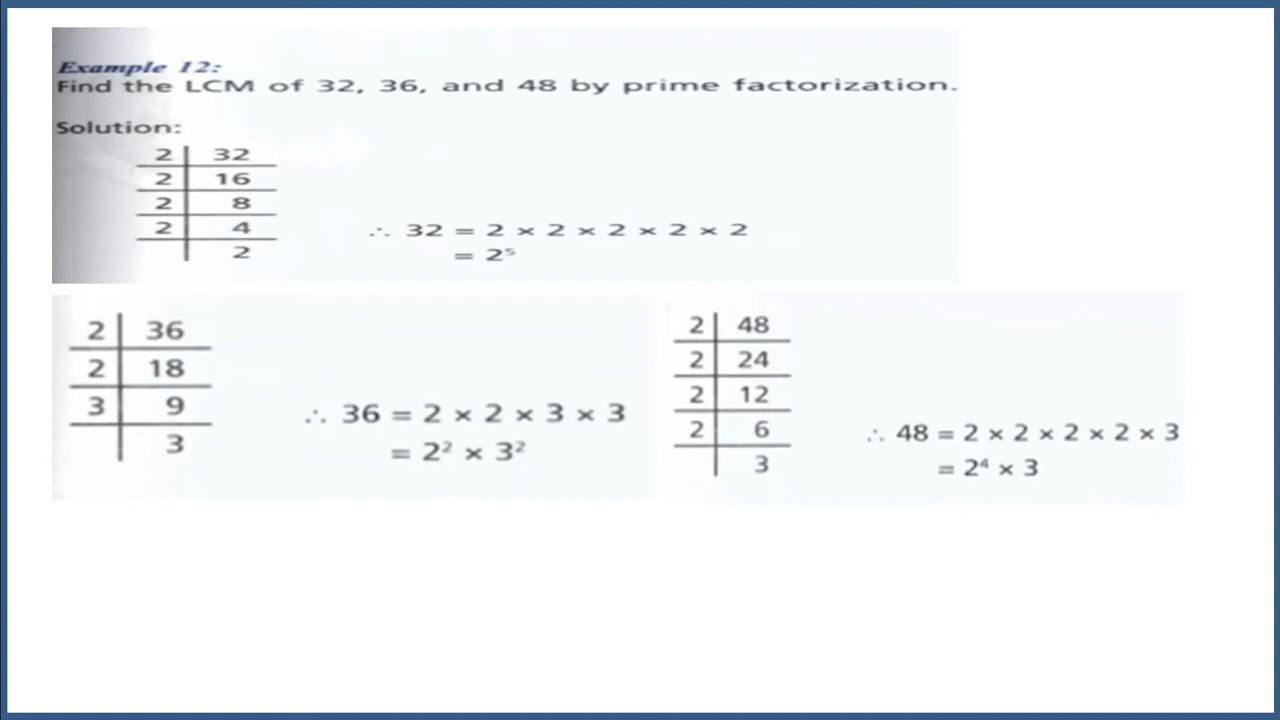 Example 12:
Find the LCM of 32, 36, and 48 by prime factorization.
Solution:
2 | 32
2 | 16
2 | 8
2 | 4
| 2
∴ 32 = 2 × 2 × 2 × 2 × 2
= 2⁵
2 | 36
2 | 18
3 | 9
| 3
∴ 36 = 2 × 2 × 3 × 3
= 2² × 3²
2 | 48
2 | 24
2 | 12
2 | 6
| 3
∴ 48 = 2 × 2 × 2 × 2 × 3
= 2⁴ × 3